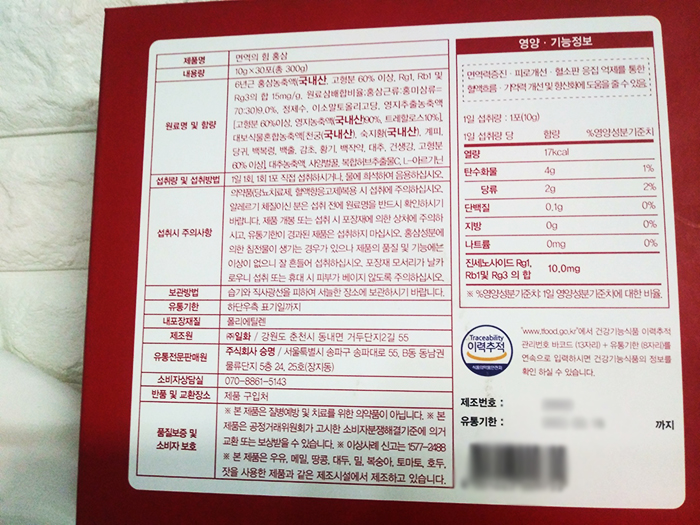 제품명 면역의 힘 홍삼
내용량 10g×30포(총 300g)
원료명 및 함량
6년근 홍삼농축액(국내산, 고형분 60% 이상, Rg1, Rb1 및
Rg3의 합 15mg/g, 원료삼배합비율:홍삼근류:홍미삼류=
70:30)9.0%, 정제수, 이소말토올리고당, 영지추출농축액
[고형분 60%이상, 영지농축액(국내산)90%, 트레할로스10%],
대보식물혼합농축액[천궁(국내산), 숙지황(국내산), 계피,
당귀, 백복령, 백출, 감초, 황기, 백작약, 대추, 건생강, 고형분
60%이상], 대추농축액, 사양벌꿀, 복합허브추출물C, L-아르기닌
섭취량 및 섭취방법 1일 1회, 1회 1포 직접 섭취하시거나, 물에 희석하여 음용하십시오.
섭취시 주의사항
의약품(당뇨치료제, 혈액항응고제)복용 시 섭취에 주의하십시오.
알레르기 체질이신 분은 섭취 전에 원료명을 반드시 확인하시기
바랍니다. 제품 개봉 또는 섭취 시 포장재에 의한 상처에 주의하
시고, 유통기한이 경과된 제품은 섭취하지 마십시오. 홍삼성분에
의한 침전물이 생기는 경우가 있으나 제품의 품질 및 기능에는
이상이 없으니 잘 흔들어 섭취하십시오. 포장재 모서리가 날카
로우니 섭취 또는 휴대 시 피부가 베이지 않도록 주의하십시오.
보관방법 습기와 직사광선을 피하여 서늘한 장소에 보관하시기 바랍니다.
유통기한 하단우측 표기일까지
내포장재질 폴리에틸렌
제조원 ㈜일화 / 강원도 춘천시 동내면 거두단지2길 55
유통전문판매원 주식회사 승명 / 서울특별시 송파구 송파대로 55, B동 동남권
물류단지 5층 24, 25호(장지동)
소비자상담실 070-8861-5143
반품 및 교환장소 제품 구입처
품질보증 및
소비자 보호
※ 본 제품은 질병예방 및 치료를 위한 의약품이 아닙니다. ※ 본
제품은 공정거래위원회가 고시한 소비자분쟁해결기준에 의거
교환 또는 보상받을 수 있습니다. ※ 이상사례 신고는 1577-2488
※ 본 제품은 우유, 메밀, 땅콩, 대두, 밀, 복숭아, 토마토, 호두,
잣을 사용한 제품과 같은 제조시설에서 제조하고 있습니다.
영양 · 기능정보
면역력증진 · 피로개선 · 혈소판 응집 억제를 통한
혈액흐름 · 기억력 개선 및 항산화에 도움을 줄 수 있음.
1일 섭취량 : 1포(10g)
1일 섭취량 당 함량 %영양성분기준치
열량 17kcal
탄수화물 4g 1%
당류 2g 2%
단백질 0.1g 0%
지방 0g 0%
나트륨 0mg 0%
진세노사이드 Rg1,
Rb1및 Rg3 의 합 10.0mg
※ %영양성분기준치: 1일 영양성분기준치에 대한 비율.
Traceability
이력추적
식품의약품안전처
"www.tfood.go.kr"에서 건강기능식품 이력추적
관리번호 바코드(13자리) + 유통기한 (8자리)를
연속으로 입력하시면 건강기능식품의 정보를
확인 하실 수 있습니다.
제조번호 :
유통기한 : 까지